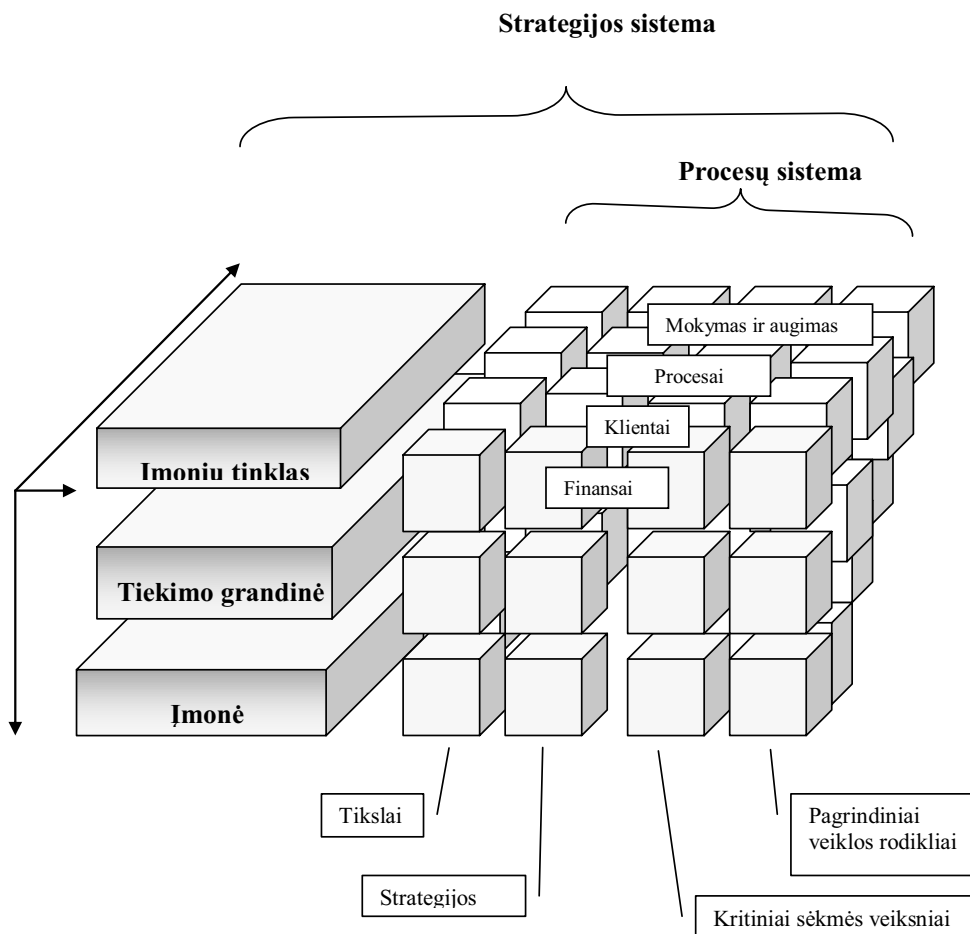 Strategijos sistema
Procesų sistema
Mokymas ir augimas
Procesai
Klientai
Finansai
Imoniu tinklas
Tiekimo grandinė
Įmonė
Tikslai
Strategijos
Pagrindiniai
veiklos rodikliai
Kritiniai sėkmės veiksniai